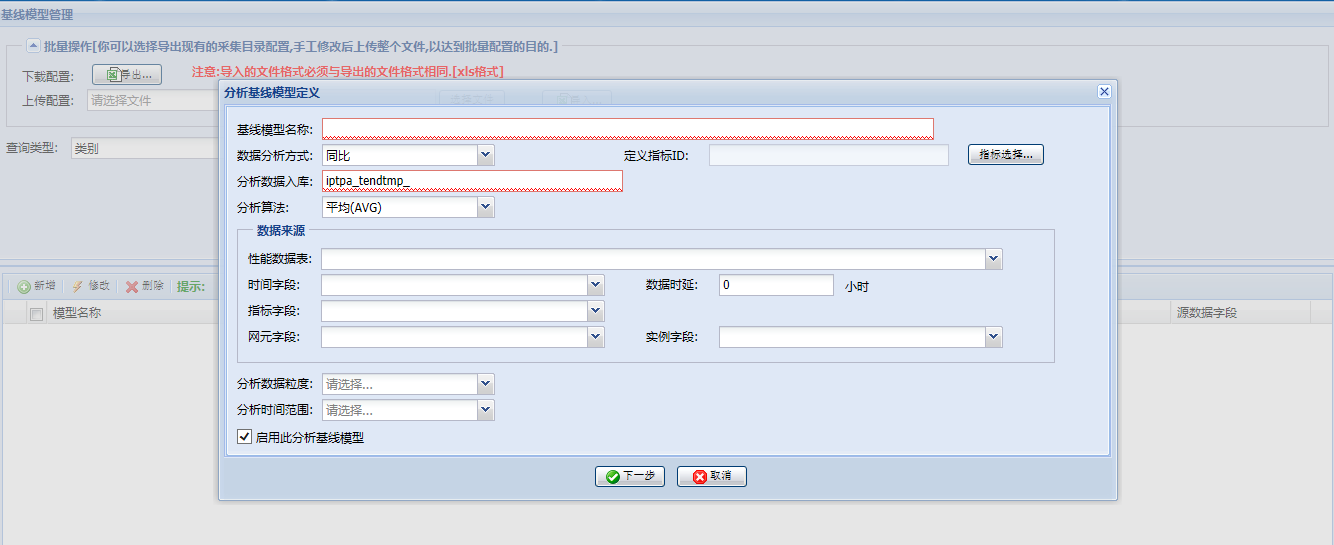 基线模型管理
批量操作[你可以选择导出现有的采集目录配置,手工修改后上传整个文件,以达到批量配置的目的.]
下载配置: 导出... 注意:导入的文件格式必须与导出的文件格式相同.[xls格式]
上传配置: 请选择文件
查询类型: 类别
分析基线模型定义
基线模型名称:
数据分析方式: 同比 定义指标ID: 指标选择...
分析数据入库: iptpa_tendtmp_
分析算法: 平均(AVG)
数据来源
性能数据表:
时间字段: 数据时延: 0 小时
指标字段:
网元字段: 实例字段:
分析数据粒度: 请选择...
分析时间范围: 请选择...
启用此分析基线模型
下一步 取消
新增 修改 删除 提示:
模型名称 源数据字段